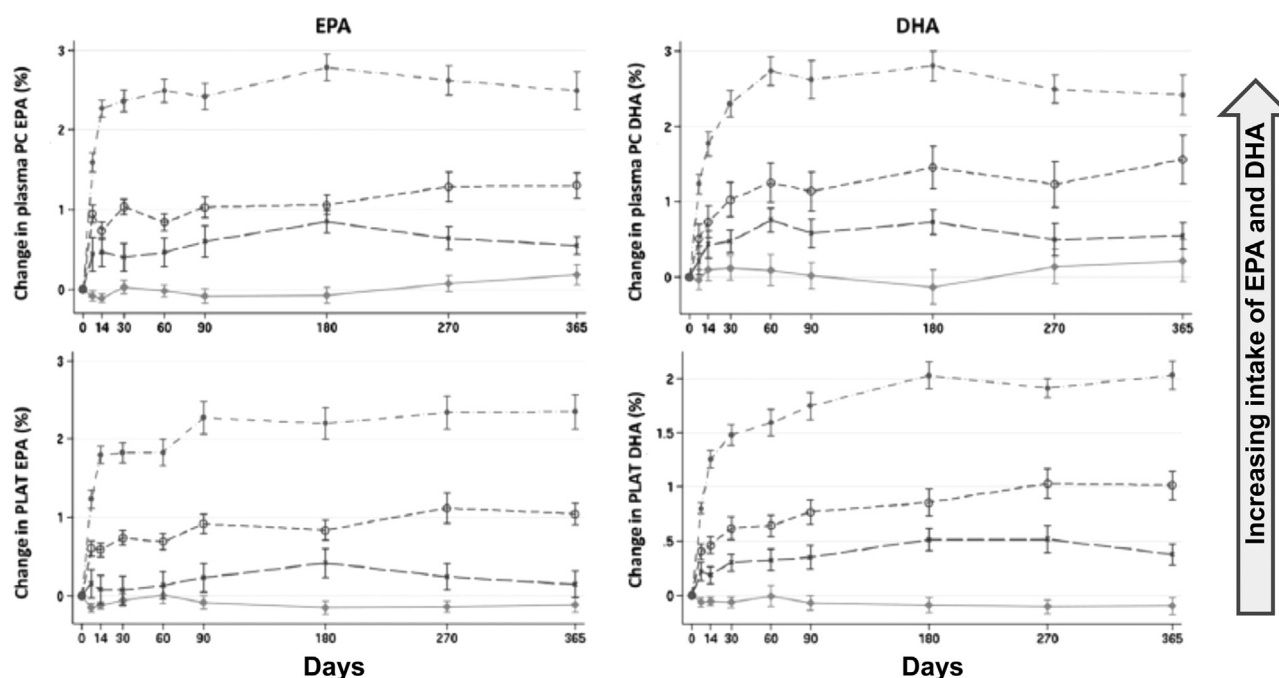 EPA
Change in plasma PC EPA (%)
3
2
1
0
0 14 30 60 90 180 270 365
DHA
Change in plasma PC DHA (%)
3
2
1
0
0 14 30 60 90 180 270 365
Change in PLAT EPA (%)
3
2
1
0
0 14 30 60 90 180 270 365
Days
Change in PLAT DHA (%)
2
1.5
1
.5
0
0 14 30 60 90 180 270 365
Days
Increasing intake of EPA and DHA